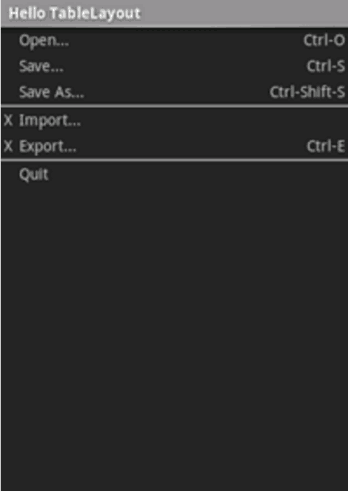 Hello TableLayout
Open... Ctrl-O
Save... Ctrl-S
Save As... Ctrl-Shift-S
X Import...
X Export... Ctrl-E
Quit